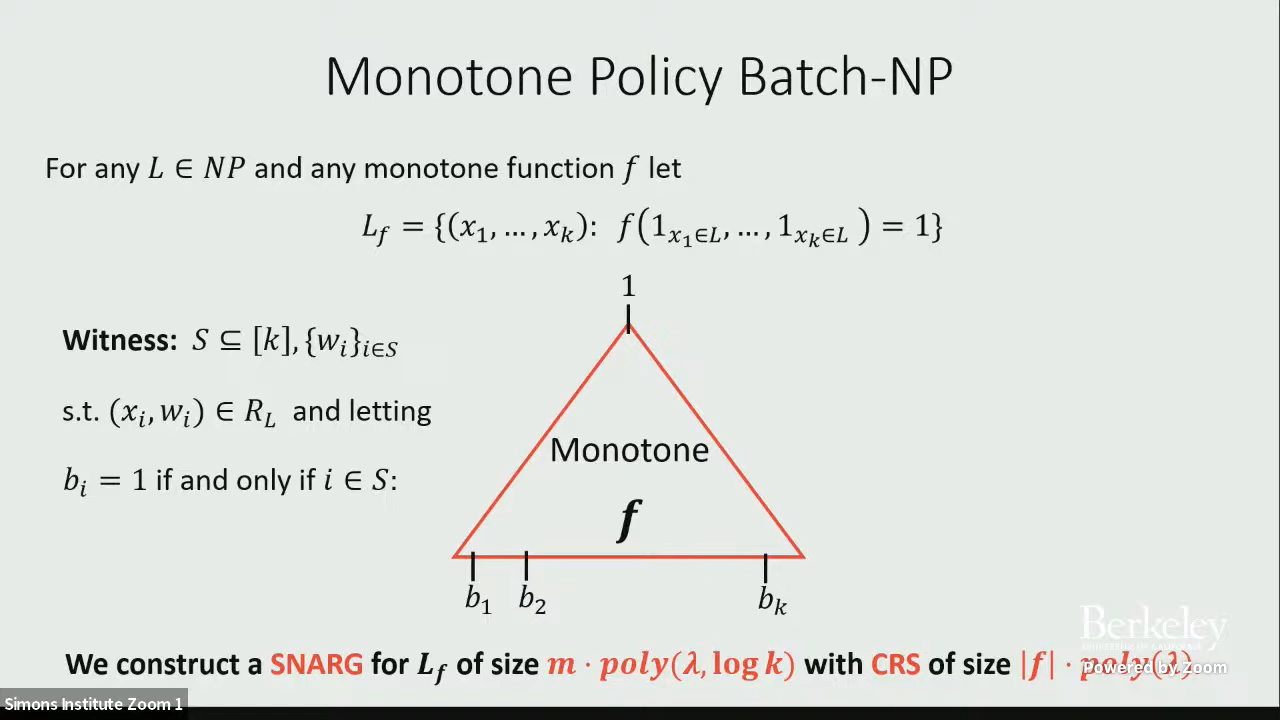 Monotone Policy Batch-NP
For any L ∈ NP and any monotone function f let
L_f = {(x_1, …, x_k): f(1_{x_1∈L}, …, 1_{x_k∈L}) = 1}
1
Witness: S ⊆ [k], {w_i}_{i∈S}
s.t. (x_i, w_i) ∈ R_L and letting
b_i = 1 if and only if i ∈ S:
Monotone
f
b_1 b_2 b_k
Berkeley
We construct a SNARG for L_f of size m · poly(λ, log k) with CRS of size |f| · poly(λ)
Powered by Zoom
Simons Institute Zoom 1